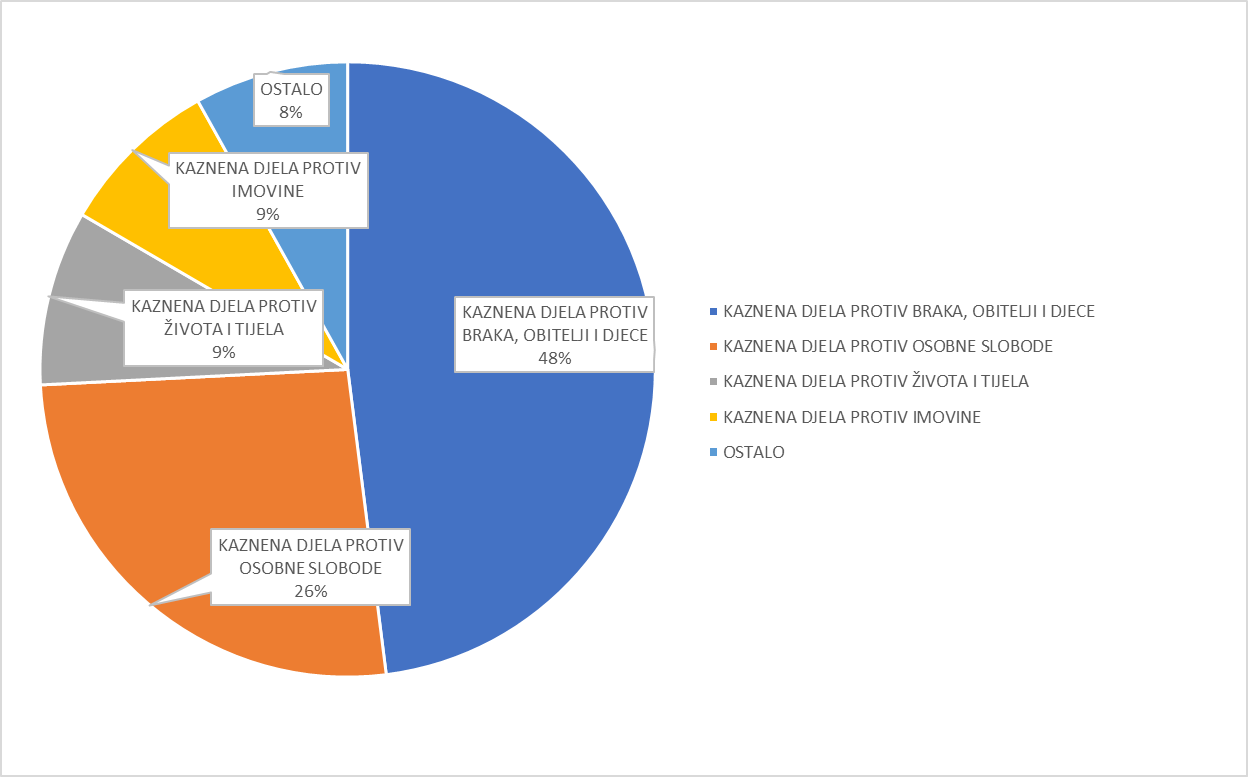 OSTALO
8%
KAZNENA DJELA PROTIV
IMOVINE
9%
KAZNENA DJELA PROTIV
ŽIVOTA I TIJELA
9%
KAZNENA DJELA PROTIV
BRAKA, OBITELJI I DJECE
48%
KAZNENA DJELA PROTIV
OSOBNE SLOBODE
26%
KAZNENA DJELA PROTIV BRAKA, OBITELJI I DJECE
KAZNENA DJELA PROTIV OSOBNE SLOBODE
KAZNENA DJELA PROTIV ŽIVOTA I TIJELA
KAZNENA DJELA PROTIV IMOVINE
OSTALO